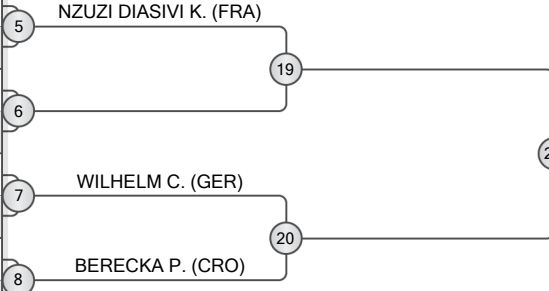 NZUZI DIASIVI K. (FRA)
5
19
6
WILHELM C. (GER)
7
20
BERECKA P. (CRO)
8